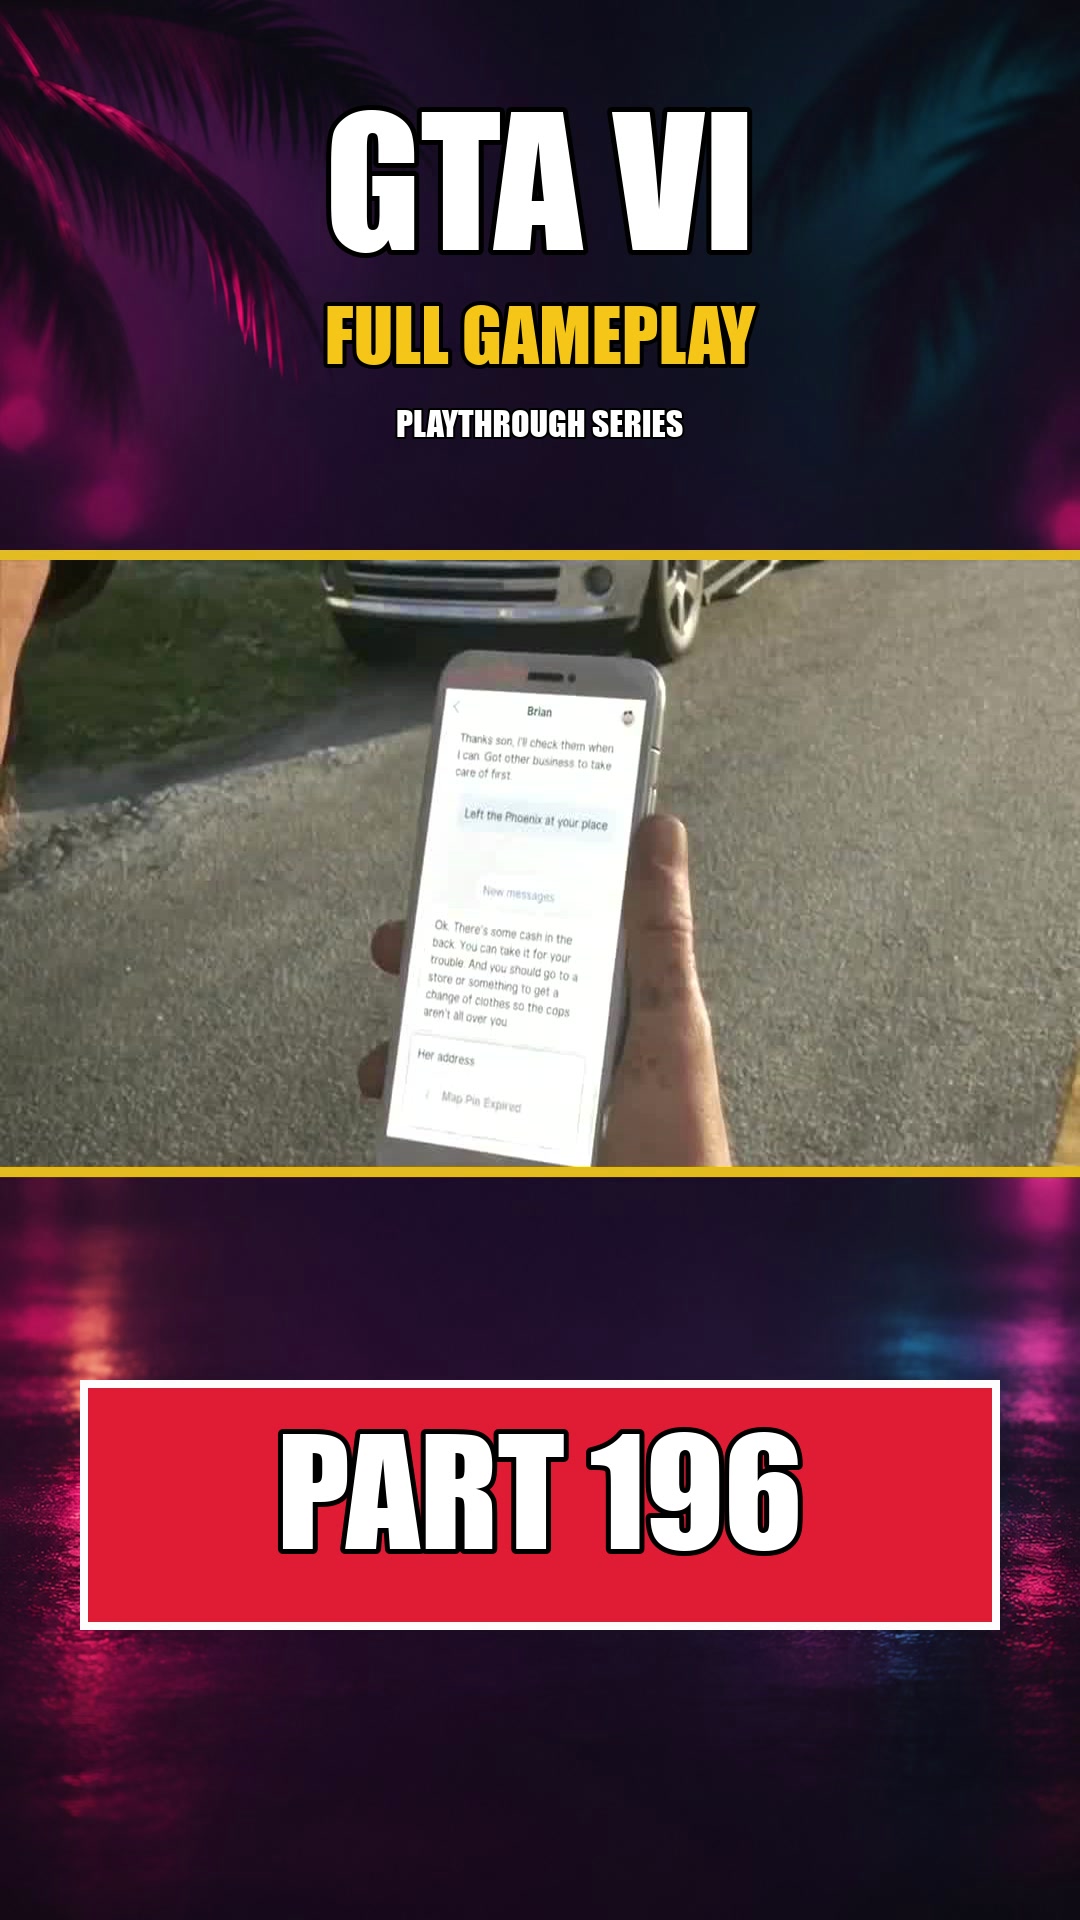 GTA VI
FULL GAMEPLAY
PLAYTHROUGH SERIES
Brian
Thanks son, I'll check them when
I can. Got other business to take
care of first.
Left the Phoenix at your place
New messages
Ok. There's some cash in the
back. You can take it for your
trouble. And you should go to a
store or something to get a
change of clothes so the cops
aren't all over you.
Her address
Map Pin Expired
PART 196